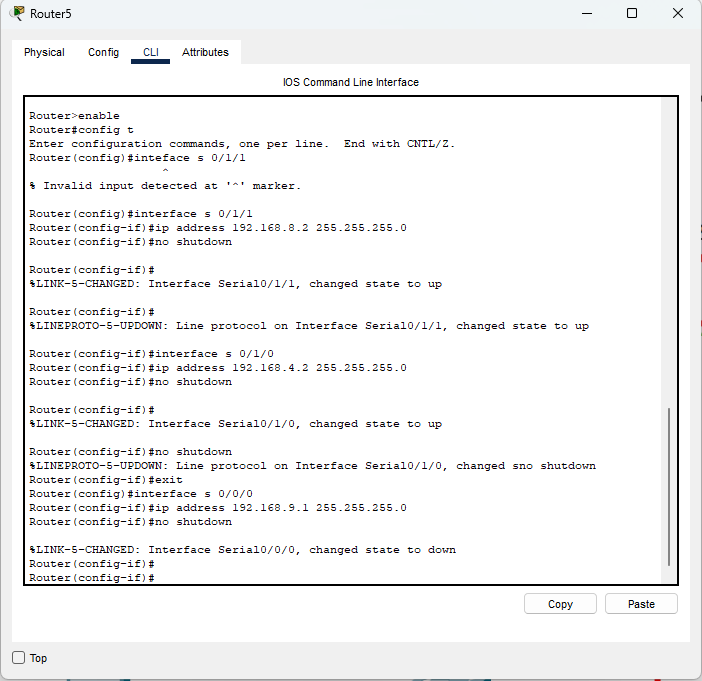 Router5
Physical Config CLI Attributes
IOS Command Line Interface
Router>enable
Router#config t
Enter configuration commands, one per line.  End with CNTL/Z.
Router(config)#inteface s 0/1/1
^
% Invalid input detected at '^' marker.
Router(config)#interface s 0/1/1
Router(config-if)#ip address 192.168.8.2 255.255.255.0
Router(config-if)#no shutdown
Router(config-if)#
%LINK-5-CHANGED: Interface Serial0/1/1, changed state to up
Router(config-if)#
%LINEPROTO-5-UPDOWN: Line protocol on Interface Serial0/1/1, changed state to up
Router(config-if)#interface s 0/1/0
Router(config-if)#ip address 192.168.4.2 255.255.255.0
Router(config-if)#no shutdown
Router(config-if)#
%LINK-5-CHANGED: Interface Serial0/1/0, changed state to up
Router(config-if)#no shutdown
%LINEPROTO-5-UPDOWN: Line protocol on Interface Serial0/1/0, changed sno shutdown
Router(config-if)#exit
Router(config)#interface s 0/0/0
Router(config-if)#ip address 192.168.9.1 255.255.255.0
Router(config-if)#no shutdown
%LINK-5-CHANGED: Interface Serial0/0/0, changed state to down
Router(config-if)#
Router(config-if)#
Copy Paste
Top